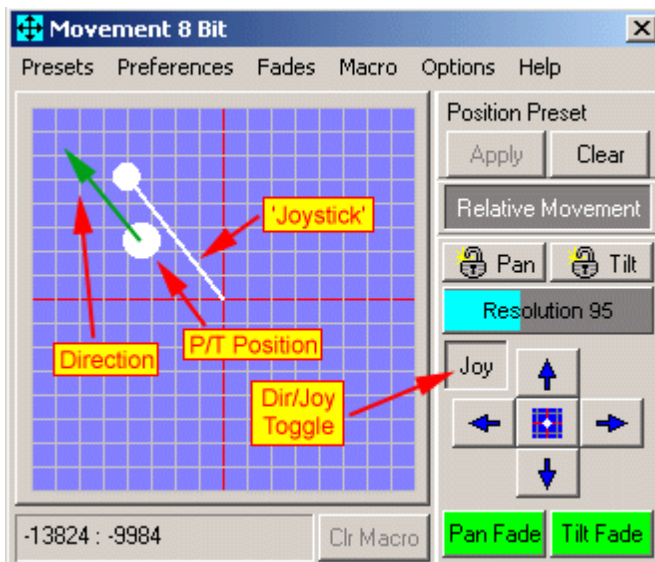 Movement 8 Bit
Presets Preferences Fades Macro Options Help
Position Preset
Apply Clear
Relative Movement
'Joystick'
Pan Tilt
Resolution 95
P/T Position
Direction
Joy
Dir/Joy
Toggle
-13824 : -9984
Clr Macro
Pan Fade Tilt Fade